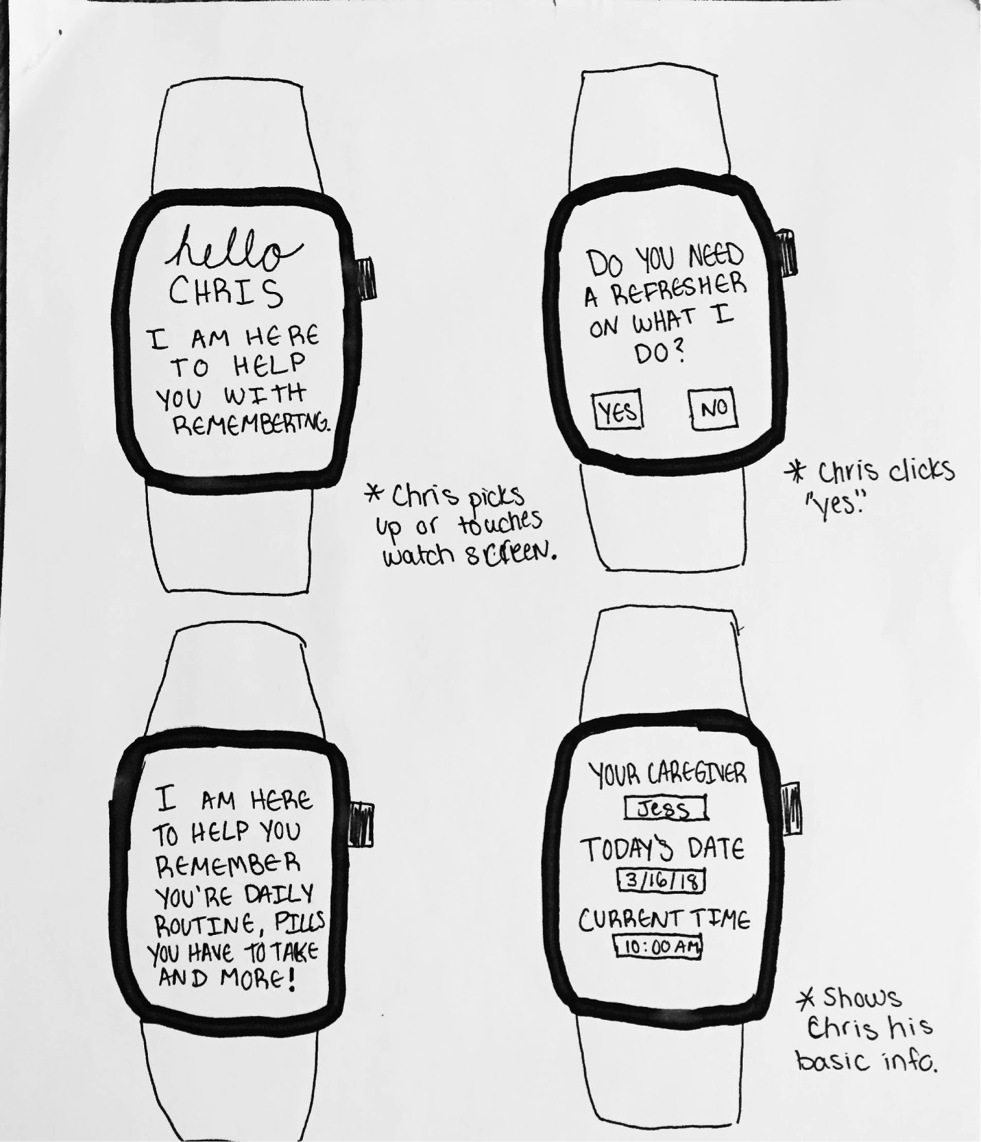 hello
CHRIS
I AM HERE
TO HELP
YOU WITH
REMEMBERING.
* Chris picks
up or touches
watch screen.
DO YOU NEED
A REFRESHER
ON WHAT I
DO?
YES NO
* Chris clicks
"yes."
I AM HERE
TO HELP YOU
REMEMBER
YOU'RE DAILY
ROUTINE, PILLS
YOU HAVE TO TAKE
AND MORE!
YOUR CAREGIVER
Jess
TODAY'S DATE
3/16/18
CURRENT TIME
10:00 AM
* Shows
Chris his
basic info.